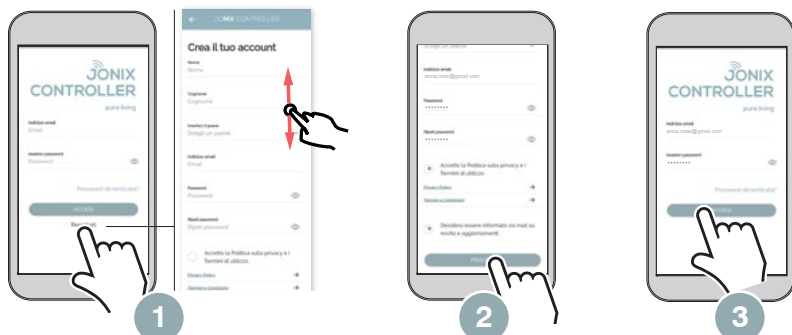 JONIX
CONTROLLER
pure living
Indirizzo email
Email
Inserisci password
Password
Password dimenticata?
ACCEDI
JONIX CONTROLLER
Crea il tuo account
Nome
Nome
Cognome
Cognome
Inserisci il paese
Scegli un paese
Indirizzo email
Email
Password
Password
Ripeti password
Ripeti password
Accetto la Politica sulla privacy e i
Termini di utilizzo.
Privacy Policy
Termini e Condizioni
1
Scegli un paese
Indirizzo email
anna.rossi@gmail.com
Password
••••••••
Ripeti password
••••••••
Accetto la Politica sulla privacy e i
Termini di utilizzo.
Privacy Policy
Termini e Condizioni
Desidero essere informato via mail su
novità e aggiornamenti.
2
JONIX
CONTROLLER
pure living
Indirizzo email
anna.rossi@gmail.com
Inserisci password
••••••••
Password dimenticata?
3